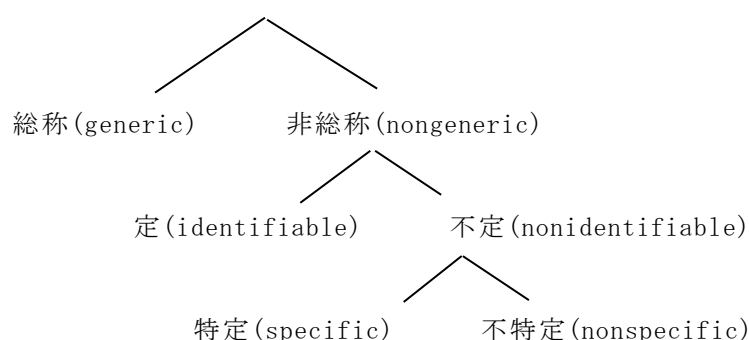 総称(generic) 非総称(nongeneric)
定(identifiable) 不定(nonidentifiable)
特定(specific) 不特定(nonspecific)